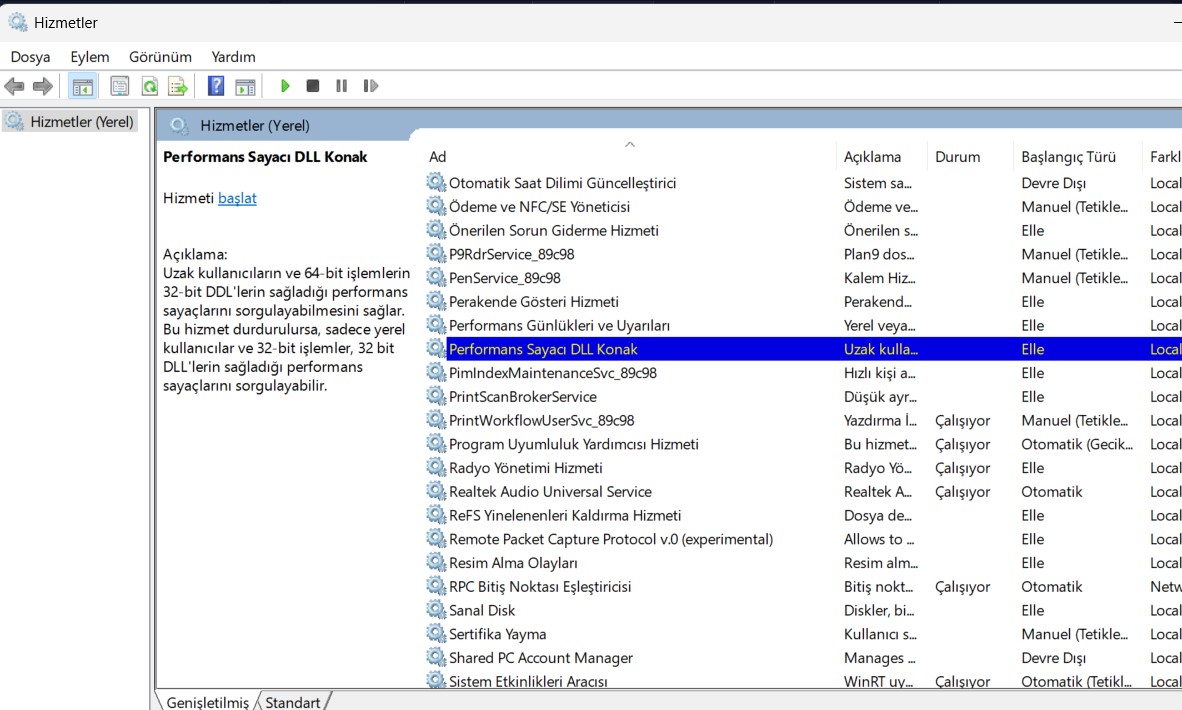 Hizmetler
Dosya Eylem Görünüm Yardım
Hizmetler (Yerel)
Hizmetler (Yerel)
Performans Sayacı DLL Konak
Hizmeti başlat
Açıklama:
Uzak kullanıcıların ve 64-bit işlemlerin
32-bit DDL'lerin sağladığı performans
sayaçlarını sorgulayabilmesini sağlar.
Bu hizmet durdurulursa, sadece yerel
kullanıcılar ve 32-bit işlemler, 32 bit
DLL'lerin sağladığı performans
sayaçlarını sorgulayabilir.
Ad Açıklama Durum Başlangıç Türü Farkl
Otomatik Saat Dilimi Güncelleştirici Sistem sa... Devre Dışı Local
Ödeme ve NFC/SE Yöneticisi Ödeme ve... Manuel (Tetikle... Local
Önerilen Sorun Giderme Hizmeti Önerilen s... Elle Local
P9RdrService_89c98 Plan9 dos... Manuel (Tetikle... Local
PenService_89c98 Kalem Hiz... Manuel (Tetikle... Local
Perakende Gösteri Hizmeti Perakend... Elle Local
Performans Günlükleri ve Uyarıları Yerel veya... Elle Local
Performans Sayacı DLL Konak Uzak kulla... Elle Local
PimIndexMaintenanceSvc_89c98 Hızlı kişi a... Elle Local
PrintScanBrokerService Düşük ayr... Elle Local
PrintWorkflowUserSvc_89c98 Yazdırma İ... Çalışıyor Manuel (Tetikle... Local
Program Uyumluluk Yardımcısı Hizmeti Bu hizmet... Çalışıyor Otomatik (Gecik... Local
Radyo Yönetimi Hizmeti Radyo Yö... Çalışıyor Elle Local
Realtek Audio Universal Service Realtek A... Çalışıyor Otomatik Local
ReFS Yinelenenleri Kaldırma Hizmeti Dosya de... Elle Local
Remote Packet Capture Protocol v.0 (experimental) Allows to ... Elle Local
Resim Alma Olayları Resim alm... Elle Local
RPC Bitiş Noktası Eşleştiricisi Bitiş nokt... Çalışıyor Otomatik Netw
Sanal Disk Diskler, bi... Elle Local
Sertifika Yayma Kullanıcı s... Manuel (Tetikle... Local
Shared PC Account Manager Manages ... Devre Dışı Local
Sistem Etkinlikleri Aracısı WinRT uy... Çalışıyor Otomatik (Tetikl... Local
Genişletilmiş Standart